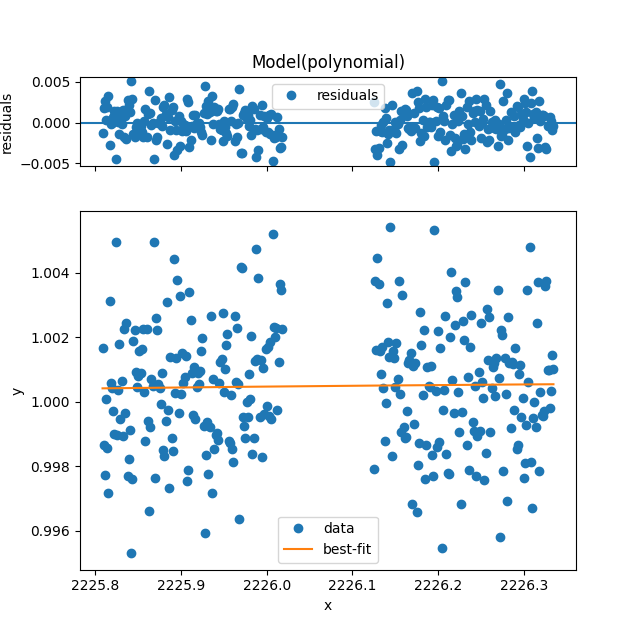 Model(polynomial)
0.005
0.000
−0.005
residuals
residuals
1.004
1.002
1.000
0.998
0.996
y
data
best-fit
2225.8 2225.9 2226.0 2226.1 2226.2 2226.3
x